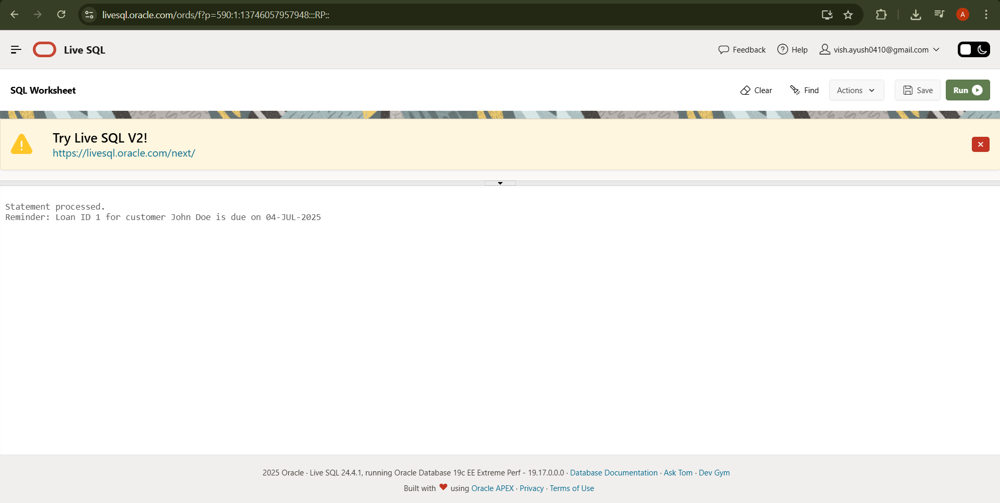 livesql.oracle.com/ords/f?p=590:1:13746057957948:::RP::
A
Live SQL
Feedback
Help
vish.ayush0410@gmail.com
SQL Worksheet
Clear
Find
Actions
Save
Run
Try Live SQL V2!
https://livesql.oracle.com/next/
Statement processed.
Reminder: Loan ID 1 for customer John Doe is due on 04-JUL-2025
2025 Oracle · Live SQL 24.4.1, running Oracle Database 19c EE Extreme Perf - 19.17.0.0.0 · Database Documentation · Ask Tom · Dev Gym
Built with ❤ using Oracle APEX · Privacy · Terms of Use